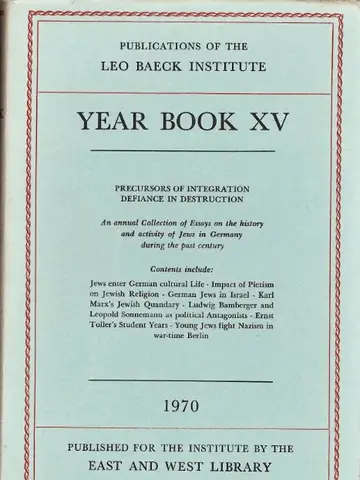 PUBLICATIONS OF THE
LEO BAECK INSTITUTE
YEAR BOOK XV
PRECURSORS OF INTEGRATION
DEFIANCE IN DESTRUCTION
An annual Collection of Essays on the history
and activity of Jews in Germany
during the past century
Contents include:
Jews enter German cultural Life - Impact of Pietism
on Jewish Religion - German Jews in Israel - Karl
Marx's Jewish Quandary - Ludwig Bamberger and
Leopold Sonnemann as political Antagonists - Ernst
Toller's Student Years - Young Jews fight Nazism in
war-time Berlin
1970
PUBLISHED FOR THE INSTITUTE BY THE
EAST AND WEST LIBRARY